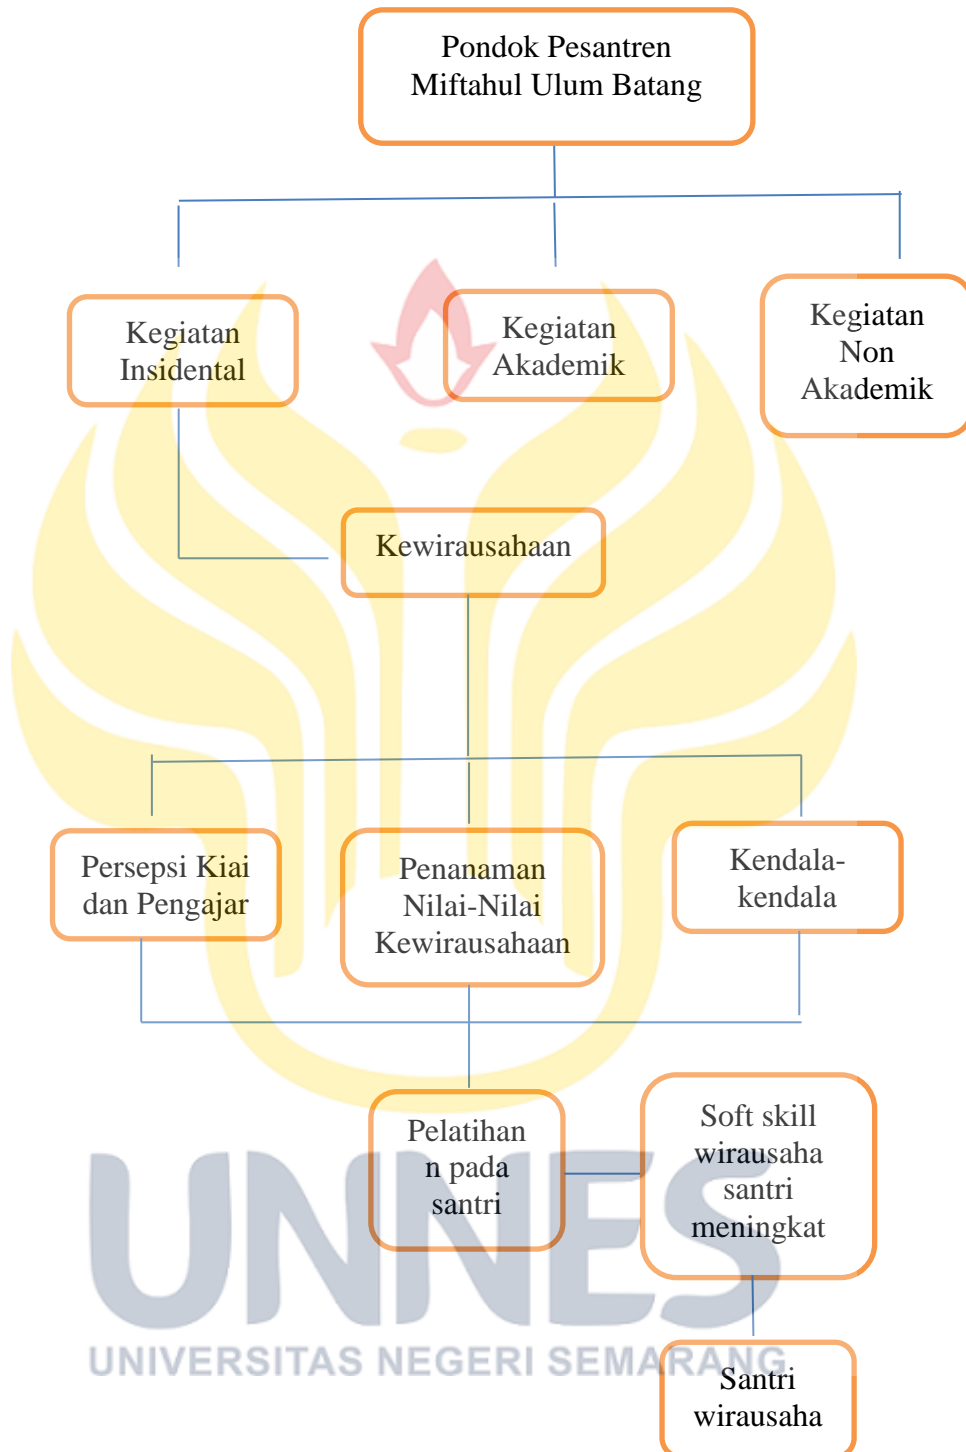 Pondok Pesantren
Miftahul Ulum Batang
Kegiatan
Insidental
Kegiatan
Akademik
Kegiatan
Non
Akademik
Kewirausahaan
Persepsi Kiai
dan Pengajar
Penanaman
Nilai-Nilai
Kewirausahaan
Kendala-
kendala
Pelatihan
n pada
santri
Soft skill
wirausaha
santri
meningkat
UNNES
UNIVERSITAS NEGERI SEMARANG
Santri
wirausaha